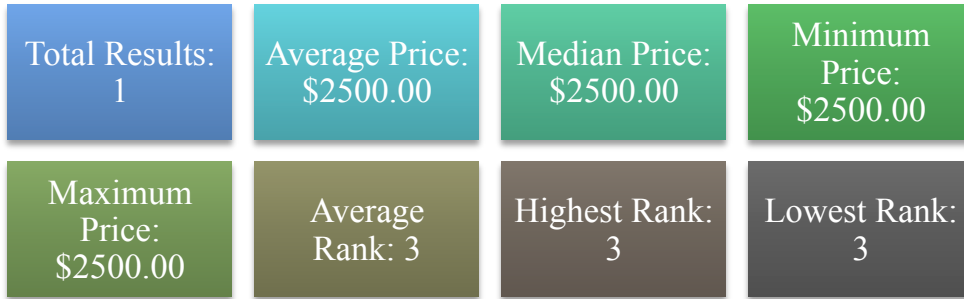 Total Results:
1
Average Price:
$2500.00
Median Price:
$2500.00
Minimum
Price:
$2500.00
Maximum
Price:
$2500.00
Average
Rank: 3
Highest Rank:
3
Lowest Rank:
3